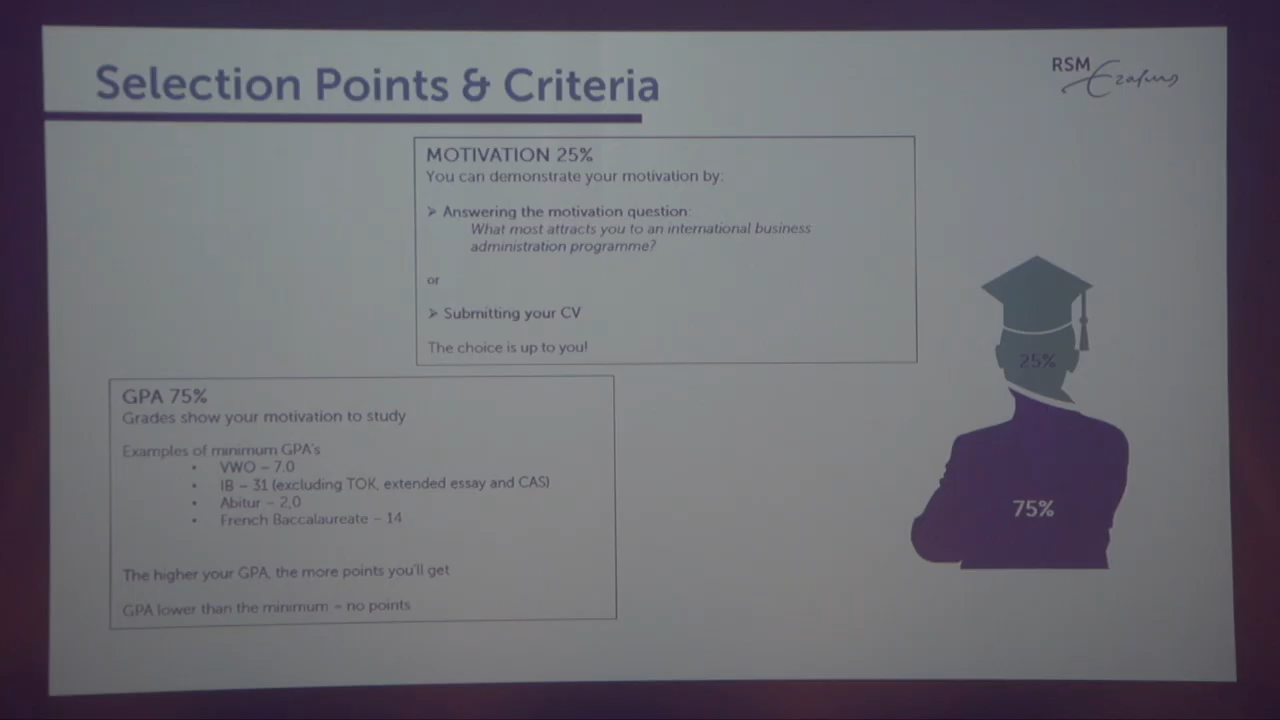 Selection Points & Criteria
RSM
Erasmus
MOTIVATION 25%
You can demonstrate your motivation by:
➢ Answering the motivation question:
What most attracts you to an international business
administration programme?
or
➢ Submitting your CV
The choice is up to you!
25%
75%
GPA 75%
Grades show your motivation to study
Examples of minimum GPA's
• VWO – 7.0
• IB – 31 (excluding TOK, extended essay and CAS)
• Abitur – 2,0
• French Baccalaureate – 14
The higher your GPA, the more points you'll get
GPA lower than the minimum = no points